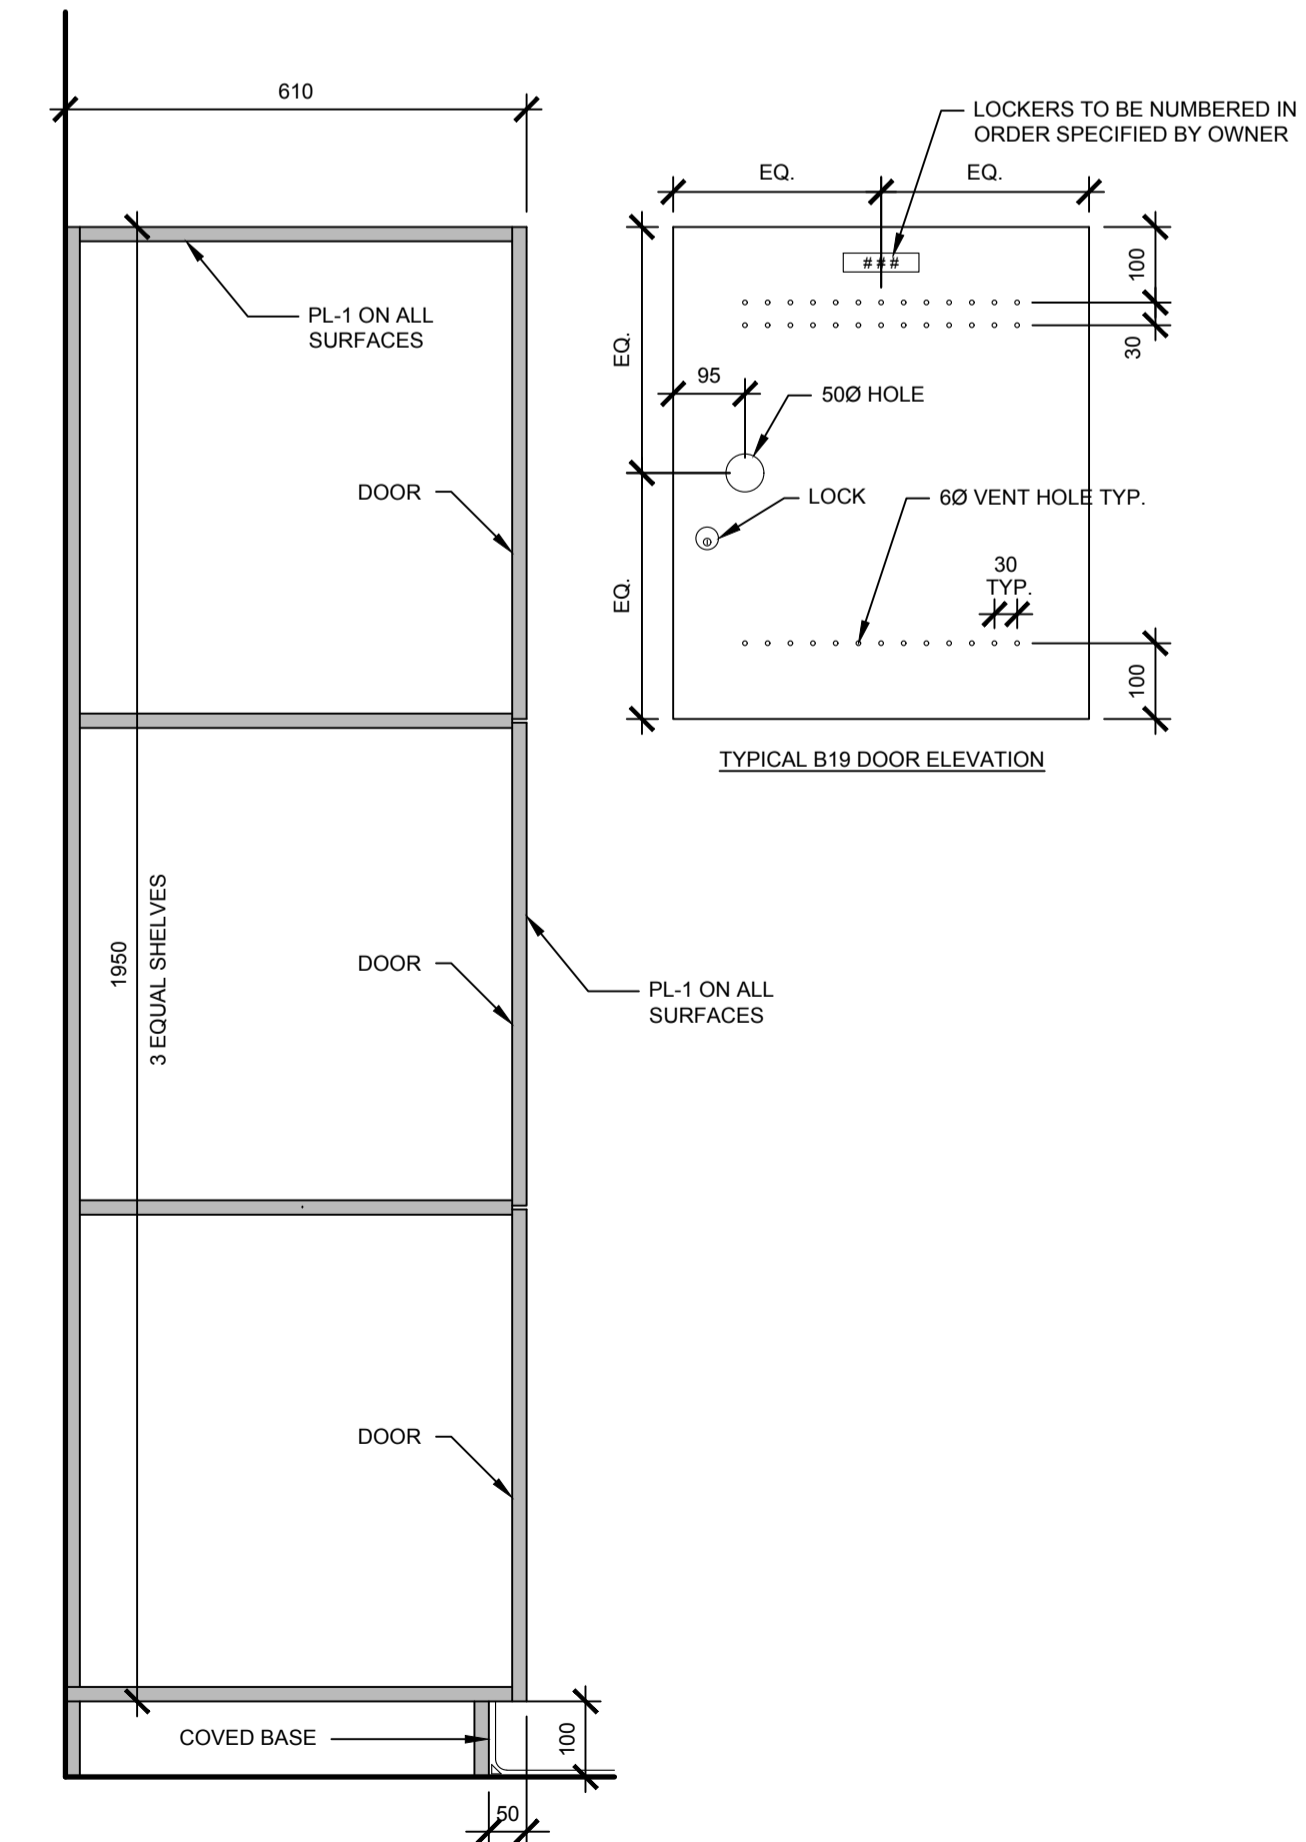 610
LOCKERS TO BE NUMBERED IN
ORDER SPECIFIED BY OWNER
EQ.
EQ.
###
100
PL-1 ON ALL
SURFACES
EQ.
30
95
50Ø HOLE
DOOR
LOCK
6Ø VENT HOLE TYP.
30
TYP.
EQ.
100
TYPICAL B19 DOOR ELEVATION
1950
3 EQUAL SHELVES
DOOR
PL-1 ON ALL
SURFACES
DOOR
COVED BASE
100
50